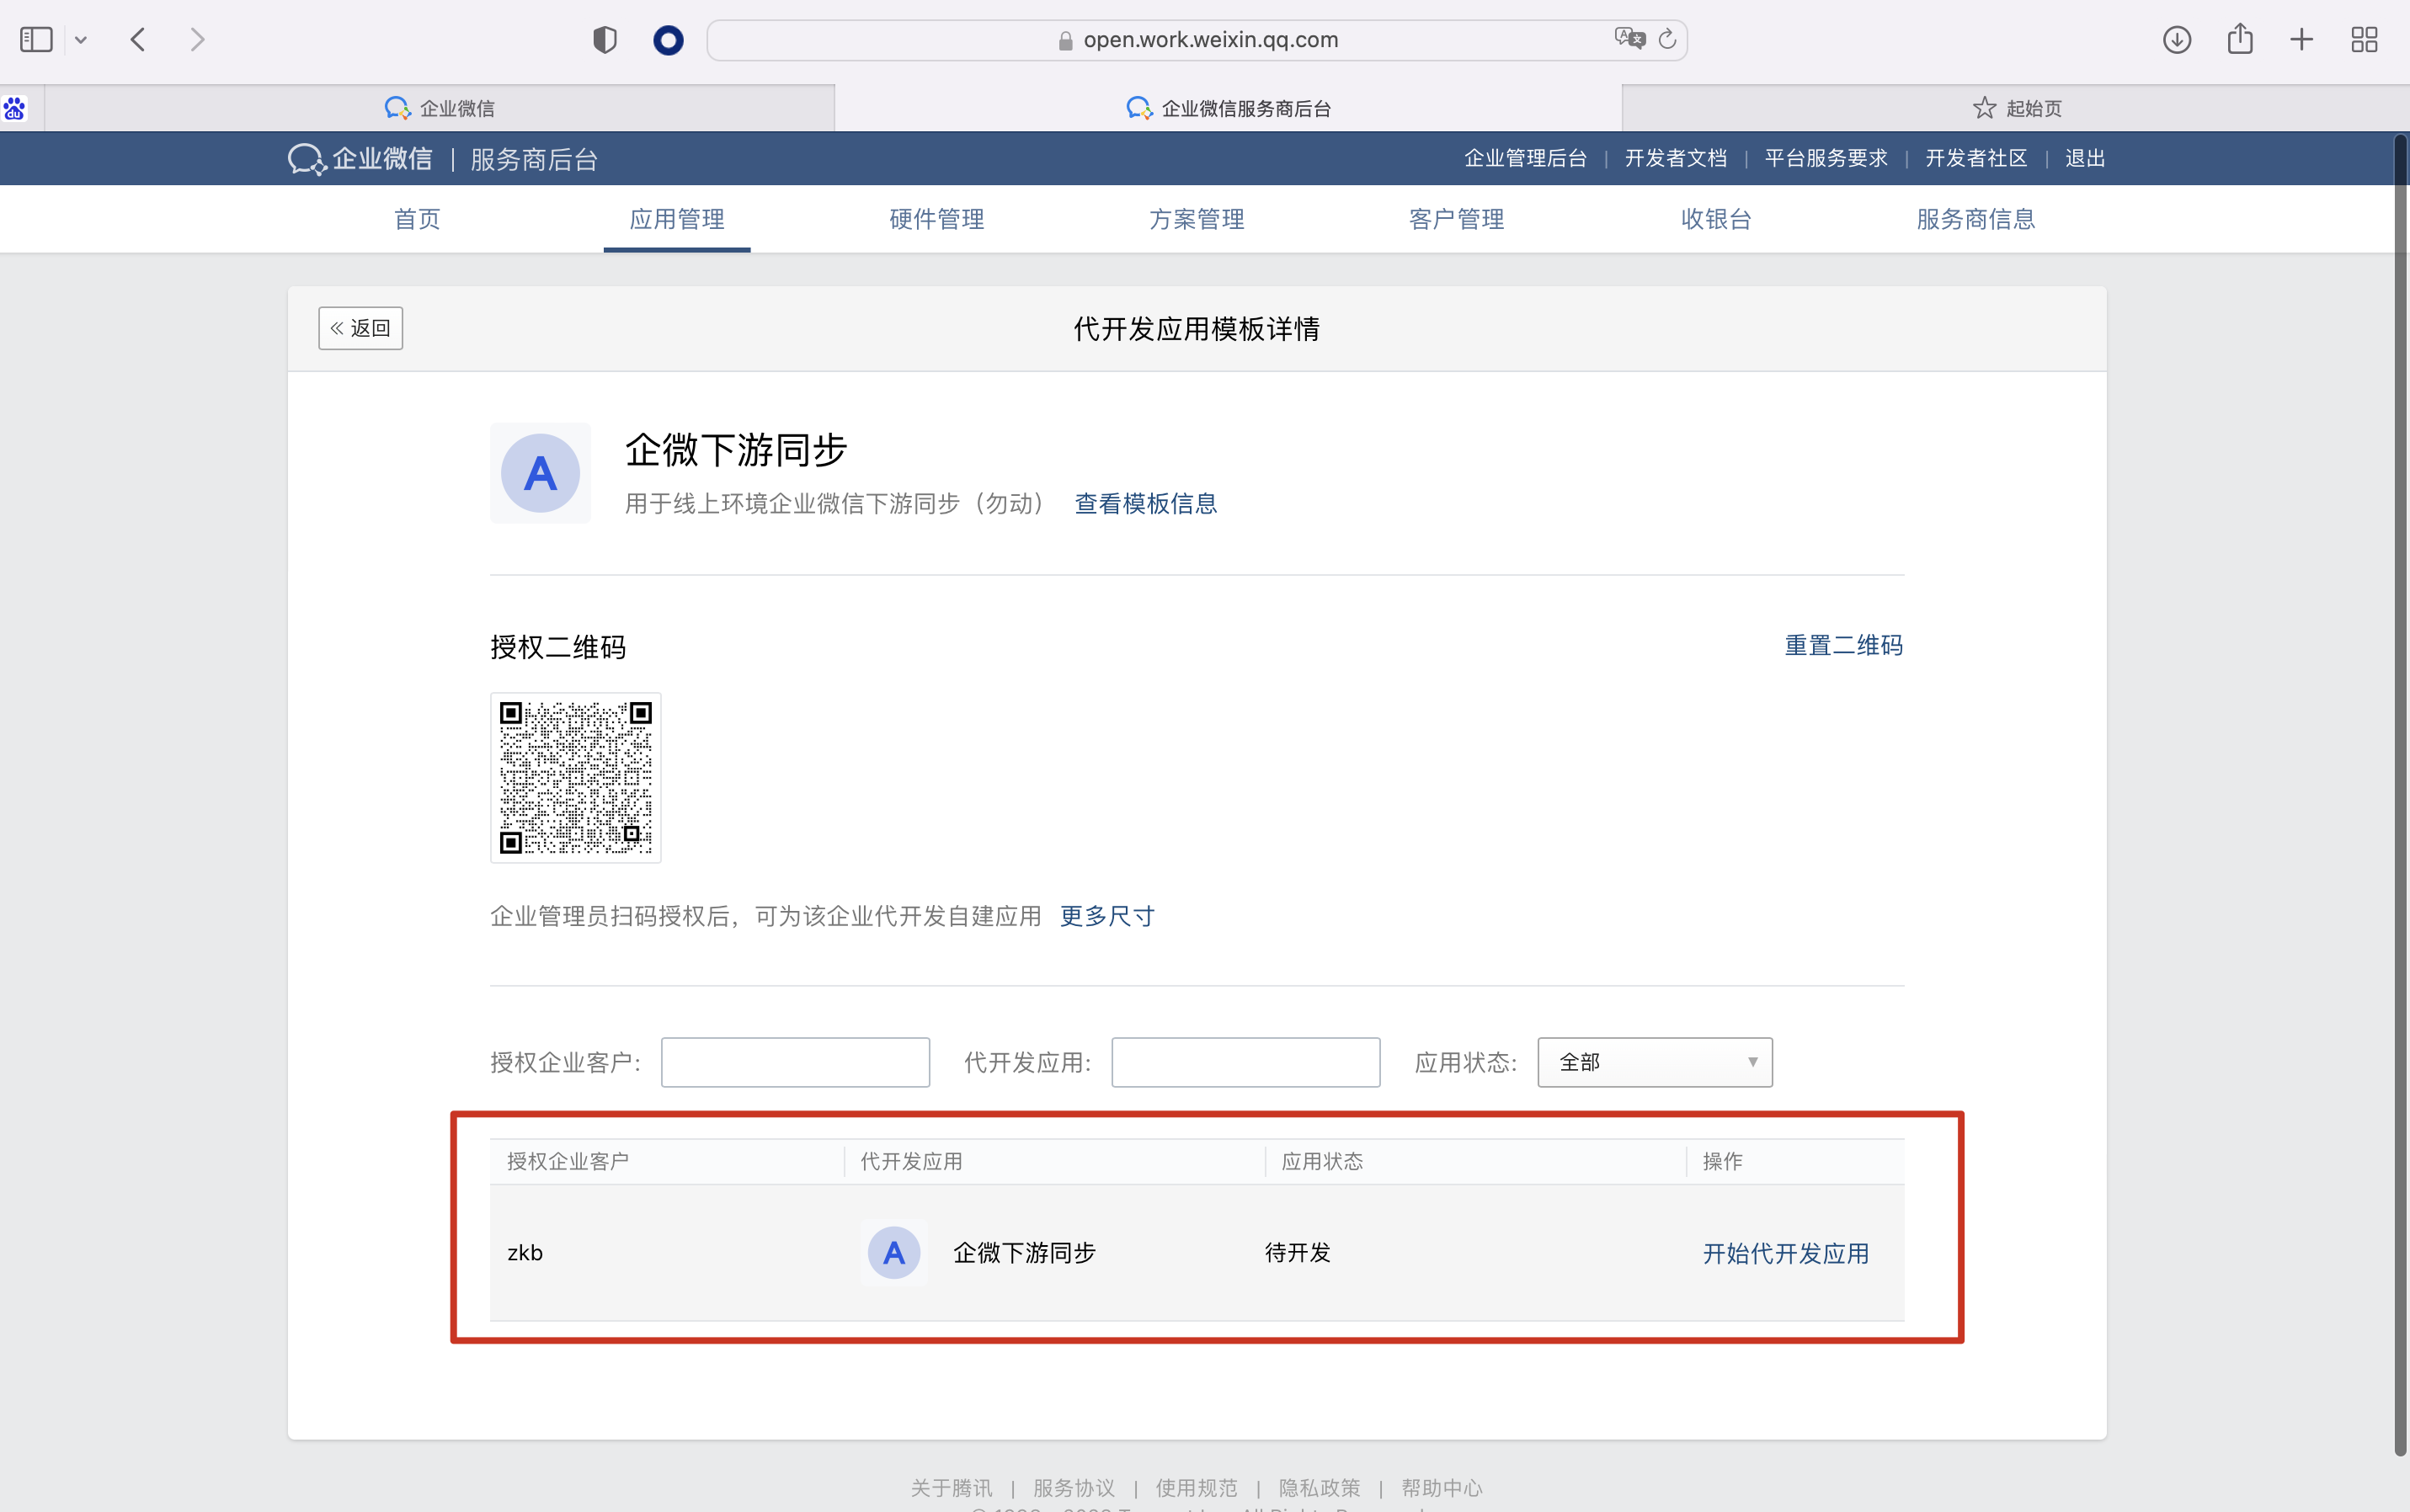 open.work.weixin.qq.com
企业微信
企业微信服务商后台
起始页
企业微信 | 服务商后台
企业管理后台 | 开发者文档 | 平台服务要求 | 开发者社区 | 退出
首页 应用管理 硬件管理 方案管理 客户管理 收银台 服务商信息
« 返回
代开发应用模板详情
A
企微下游同步
用于线上环境企业微信下游同步（勿动） 查看模板信息
授权二维码
重置二维码
企业管理员扫码授权后，可为该企业代开发自建应用 更多尺寸
授权企业客户: 代开发应用: 应用状态: 全部
授权企业客户 代开发应用 应用状态 操作
zkb A 企微下游同步 待开发 开始代开发应用
关于腾讯 | 服务协议 | 使用规范 | 隐私政策 | 帮助中心